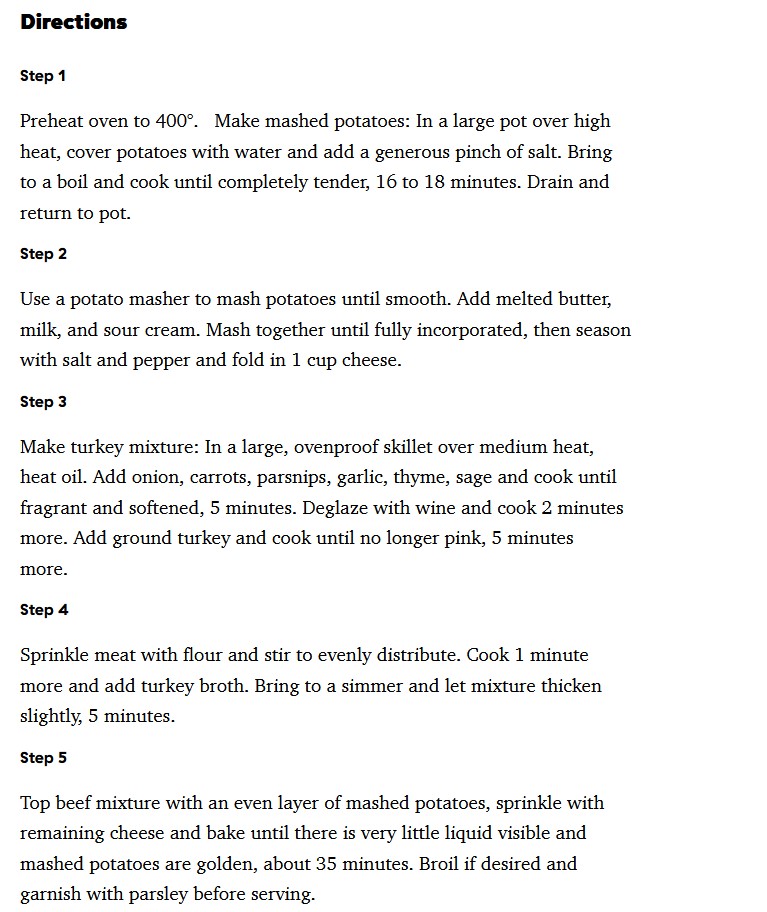 Directions
Step 1
Preheat oven to 400°. Make mashed potatoes: In a large pot over high
heat, cover potatoes with water and add a generous pinch of salt. Bring
to a boil and cook until completely tender, 16 to 18 minutes. Drain and
return to pot.
Step 2
Use a potato masher to mash potatoes until smooth. Add melted butter,
milk, and sour cream. Mash together until fully incorporated, then season
with salt and pepper and fold in 1 cup cheese.
Step 3
Make turkey mixture: In a large, ovenproof skillet over medium heat,
heat oil. Add onion, carrots, parsnips, garlic, thyme, sage and cook until
fragrant and softened, 5 minutes. Deglaze with wine and cook 2 minutes
more. Add ground turkey and cook until no longer pink, 5 minutes
more.
Step 4
Sprinkle meat with flour and stir to evenly distribute. Cook 1 minute
more and add turkey broth. Bring to a simmer and let mixture thicken
slightly, 5 minutes.
Step 5
Top beef mixture with an even layer of mashed potatoes, sprinkle with
remaining cheese and bake until there is very little liquid visible and
mashed potatoes are golden, about 35 minutes. Broil if desired and
garnish with parsley before serving.